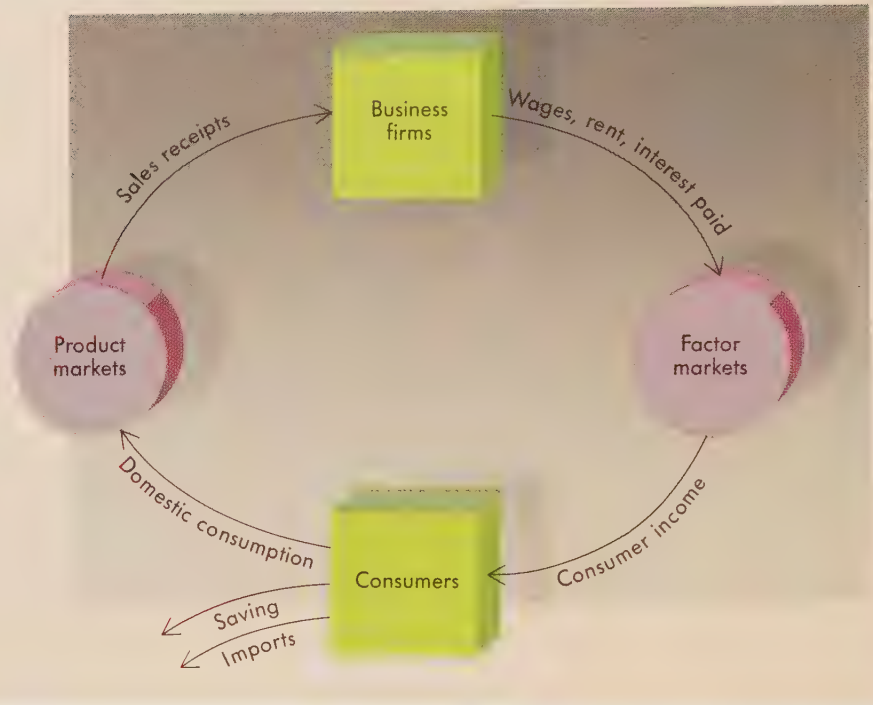 Business
firms
Sales receipts
Wages, rent, interest paid
Product
markets
Factor
markets
Domestic consumption
Consumers
Consumer income
Saving
Imports